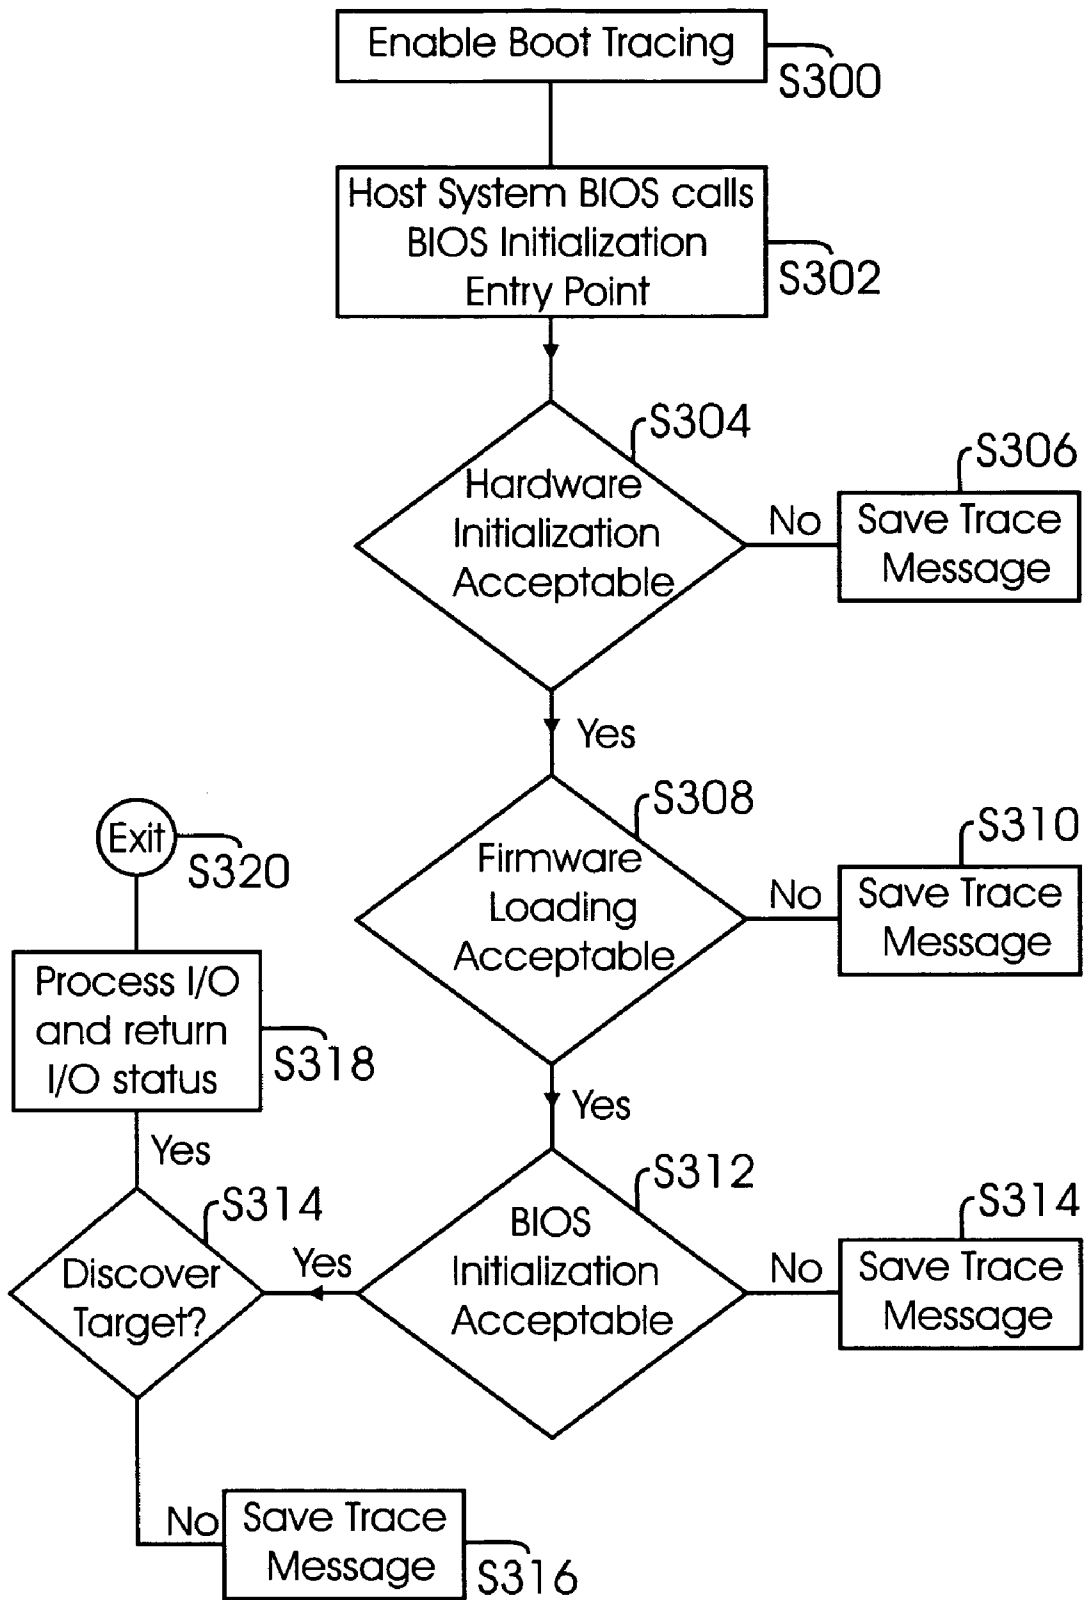 Enable Boot Tracing
S300
Host System BIOS calls
BIOS Initialization
Entry Point
S302
S304
Hardware
Initialization
Acceptable
No
S306
Save Trace
Message
Yes
S308
Firmware
Loading
Acceptable
No
S310
Save Trace
Message
Yes
S312
BIOS
Initialization
Acceptable
No
S314
Save Trace
Message
Yes
S314
Discover
Target?
No
Save Trace
Message
S316
Yes
Process I/O
and return
I/O status
S318
Exit
S320